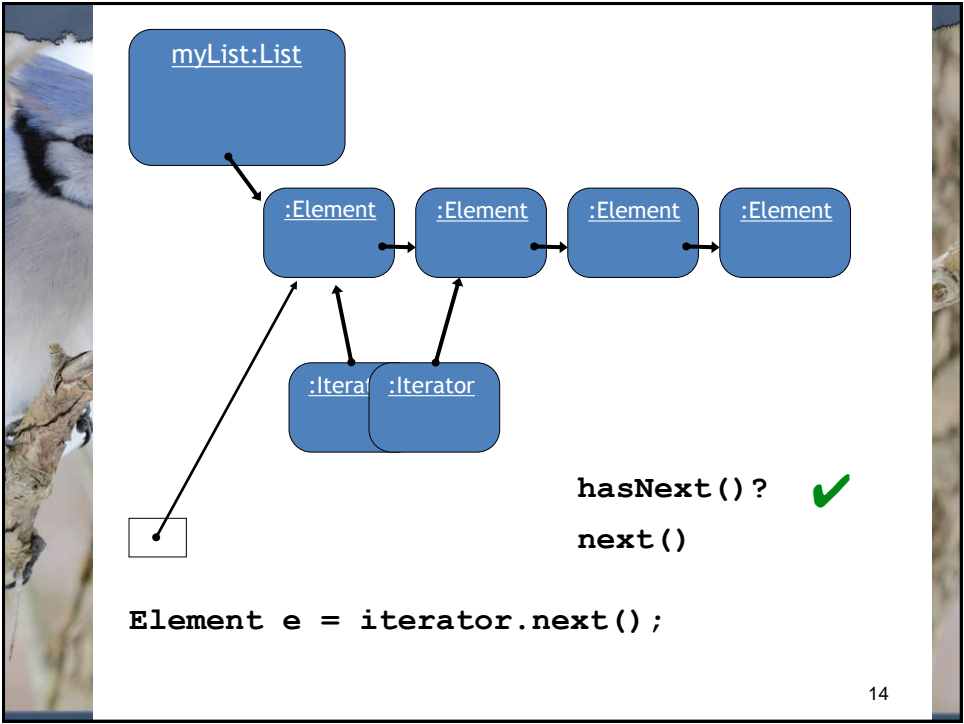 myList:List
:Element :Element :Element :Element
:Iterat :Iterator
hasNext()? ✔
next()
Element e = iterator.next();
14